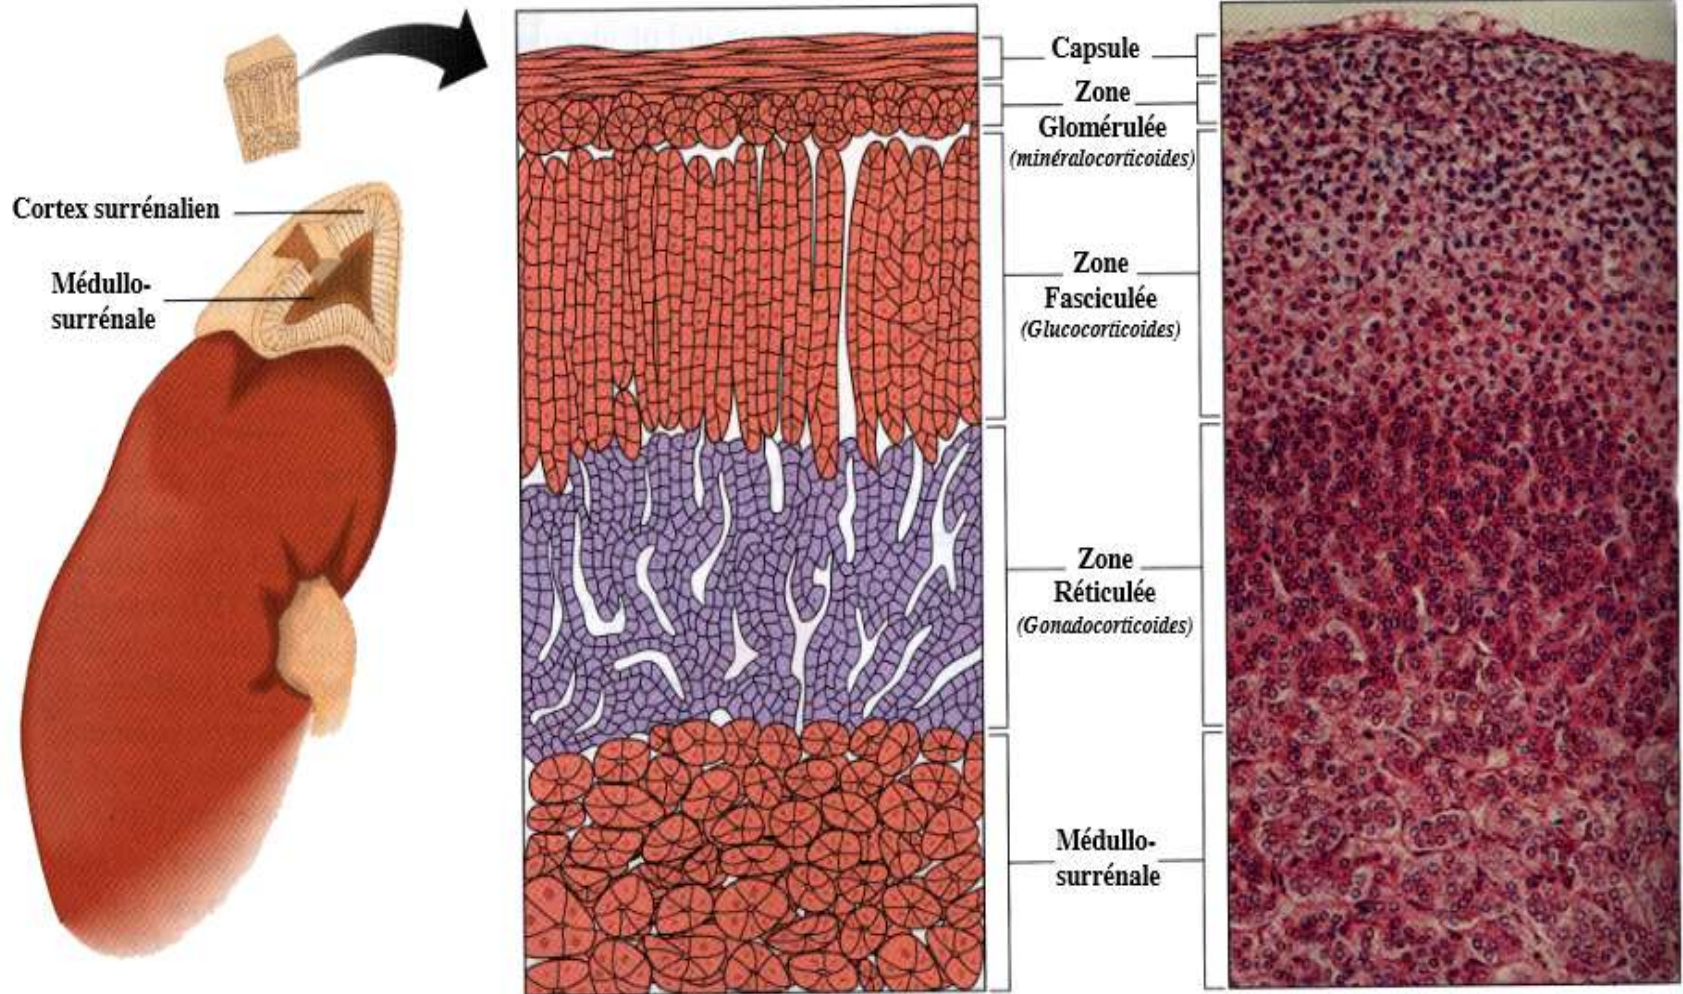 Cortex surrénalien
Médullo-
surrénale
Capsule
Zone
Glomérulée
(minéralocorticoides)
Zone
Fasciculée
(Glucocorticoides)
Zone
Réticulée
(Gonadocorticoides)
Médullo-
surrénale